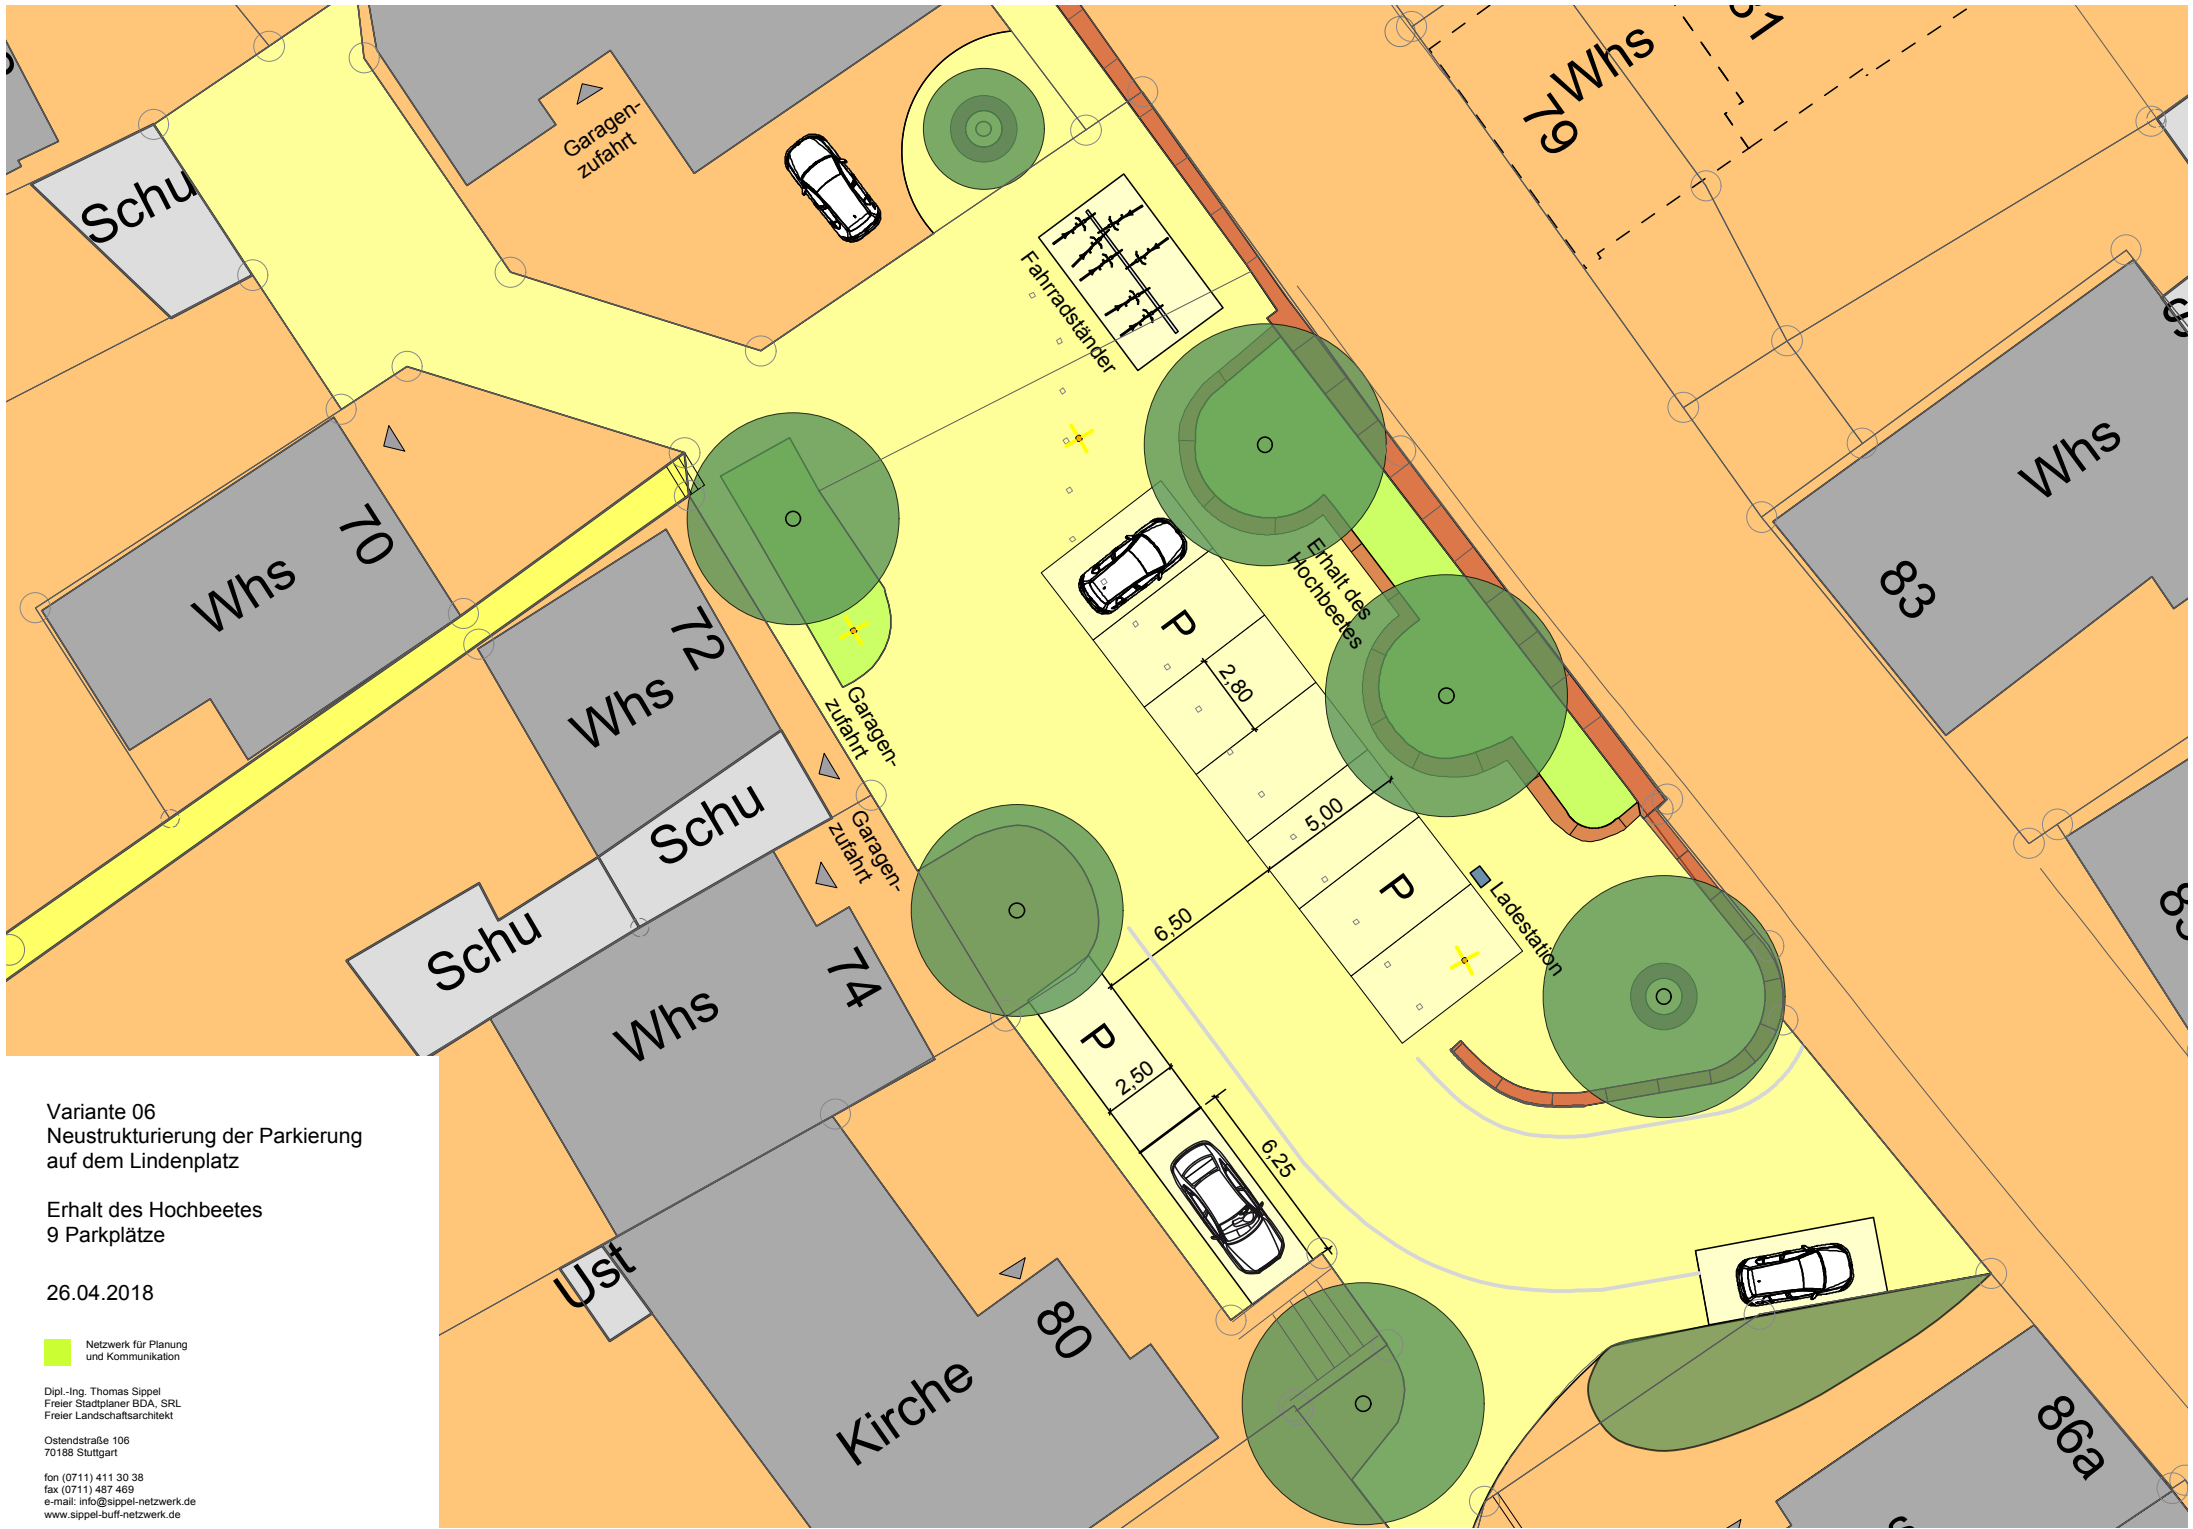 Whs
79
81
Garagen-
zufahrt
Schu
Fahrradständer
Whs
70
Whs
83
Erhalt des
Hochbeetes
P
2,80
Whs
72
Garagen-
zufahrt
Schu
Garagen-
zufahrt
5,00
P
Ladestation
6,50
Schu
Whs
74
P
2,50
6,25
Ust
Kirche
80
86a
Variante 06
Neustrukturierung der Parkierung
auf dem Lindenplatz
Erhalt des Hochbeetes
9 Parkplätze
26.04.2018
Netzwerk für Planung
und Kommunikation
Dipl.-Ing. Thomas Sippel
Freier Stadtplaner BDA, SRL
Freier Landschaftsarchitekt
Ostendstraße 106
70188 Stuttgart
fon (0711) 411 30 38
fax (0711) 487 469
e-mail: info@sippel-netzwerk.de
www.sippel-buff-netzwerk.de